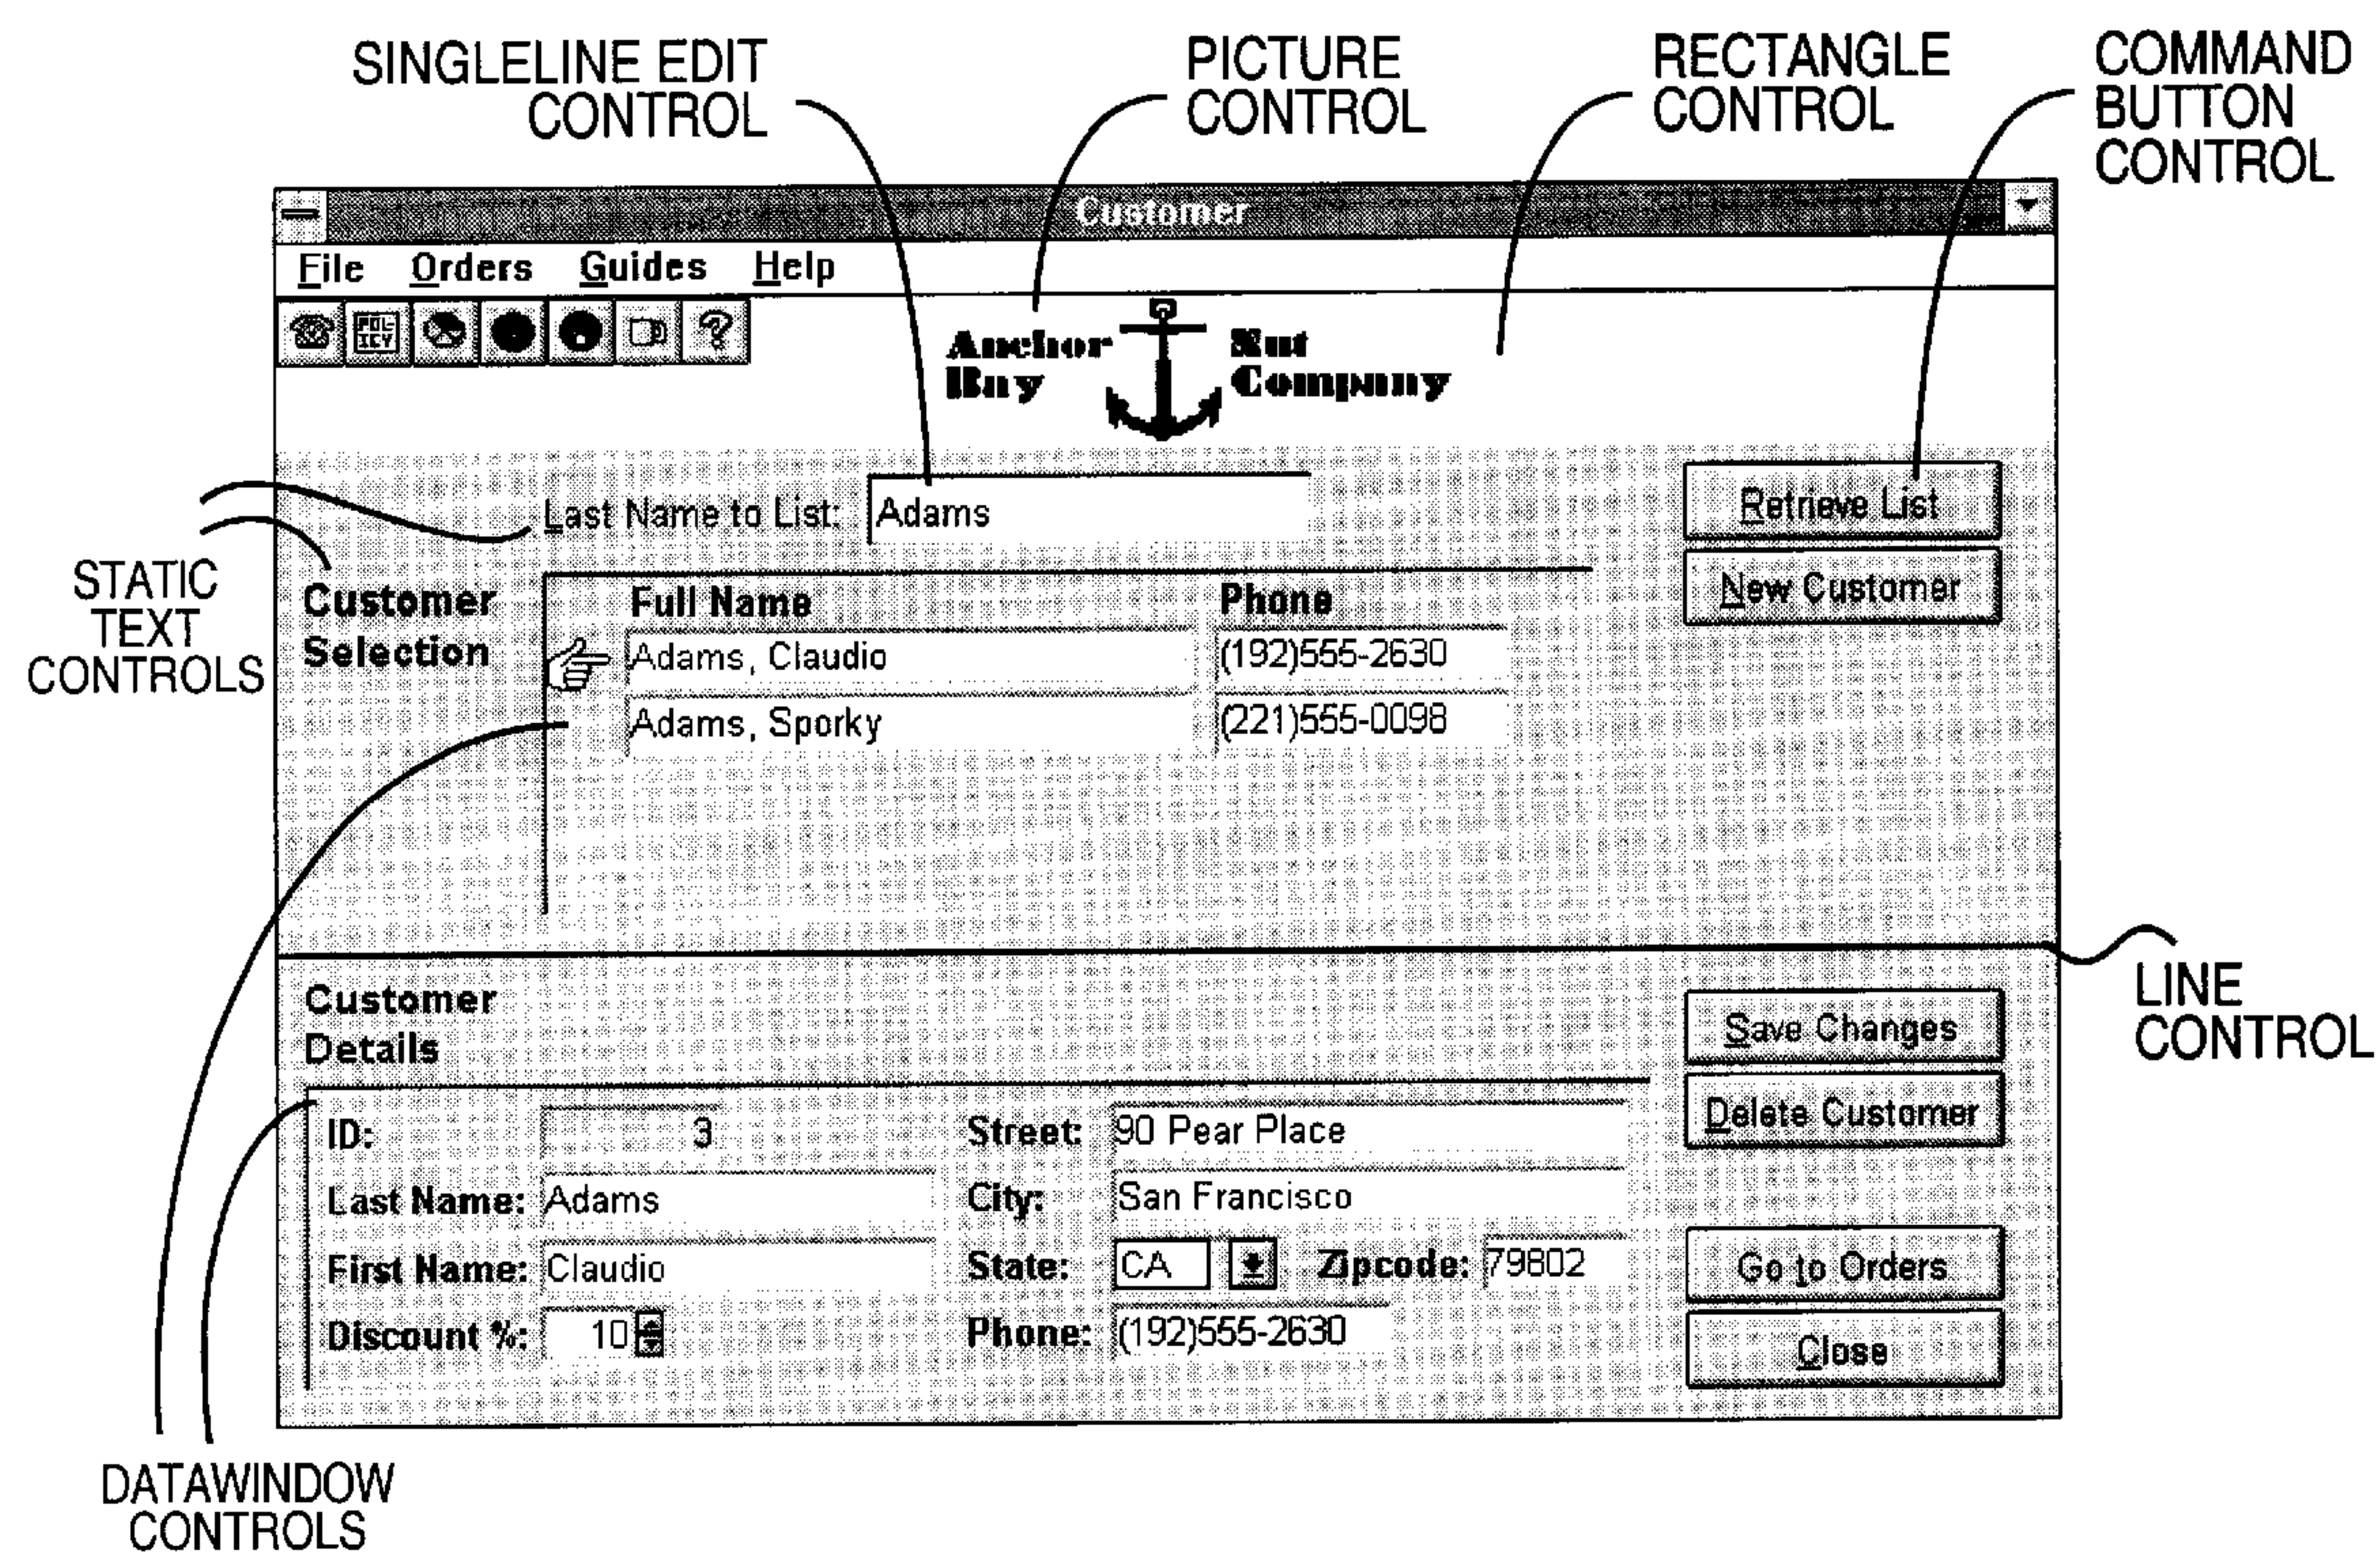 SINGLELINE EDIT
CONTROL
PICTURE
CONTROL
RECTANGLE
CONTROL
COMMAND
BUTTON
CONTROL
Customer
File Orders Guides Help
POL-
ICY
?
Anchor
Bay
Nut
Company
Last Name to List: Adams
Retrieve List
New Customer
STATIC
TEXT
CONTROLS
Customer
Selection
Full Name Phone
Adams, Claudio (192)555-2630
Adams, Sporky (221)555-0098
LINE
CONTROL
Customer
Details
Save Changes
Delete Customer
ID: 3 Street: 90 Pear Place
Last Name: Adams City: San Francisco
First Name: Claudio State: CA Zipcode: 79802
Discount %: 10 Phone: (192)555-2630
Go to Orders
Close
DATAWINDOW
CONTROLS